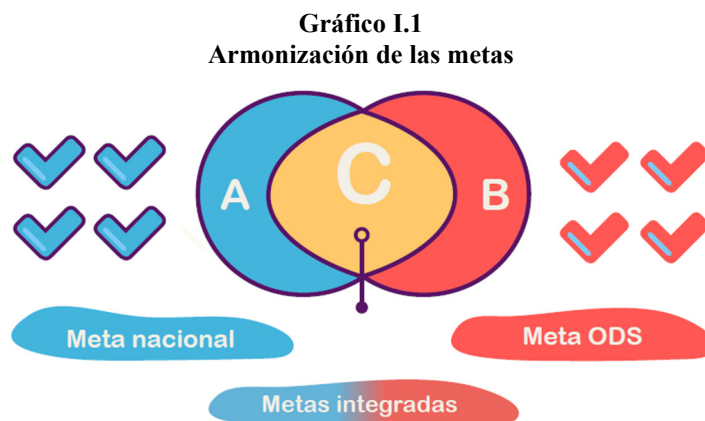 Gráfico I.1
Armonización de las metas
A
C
B
Meta nacional
Meta ODS
Metas integradas